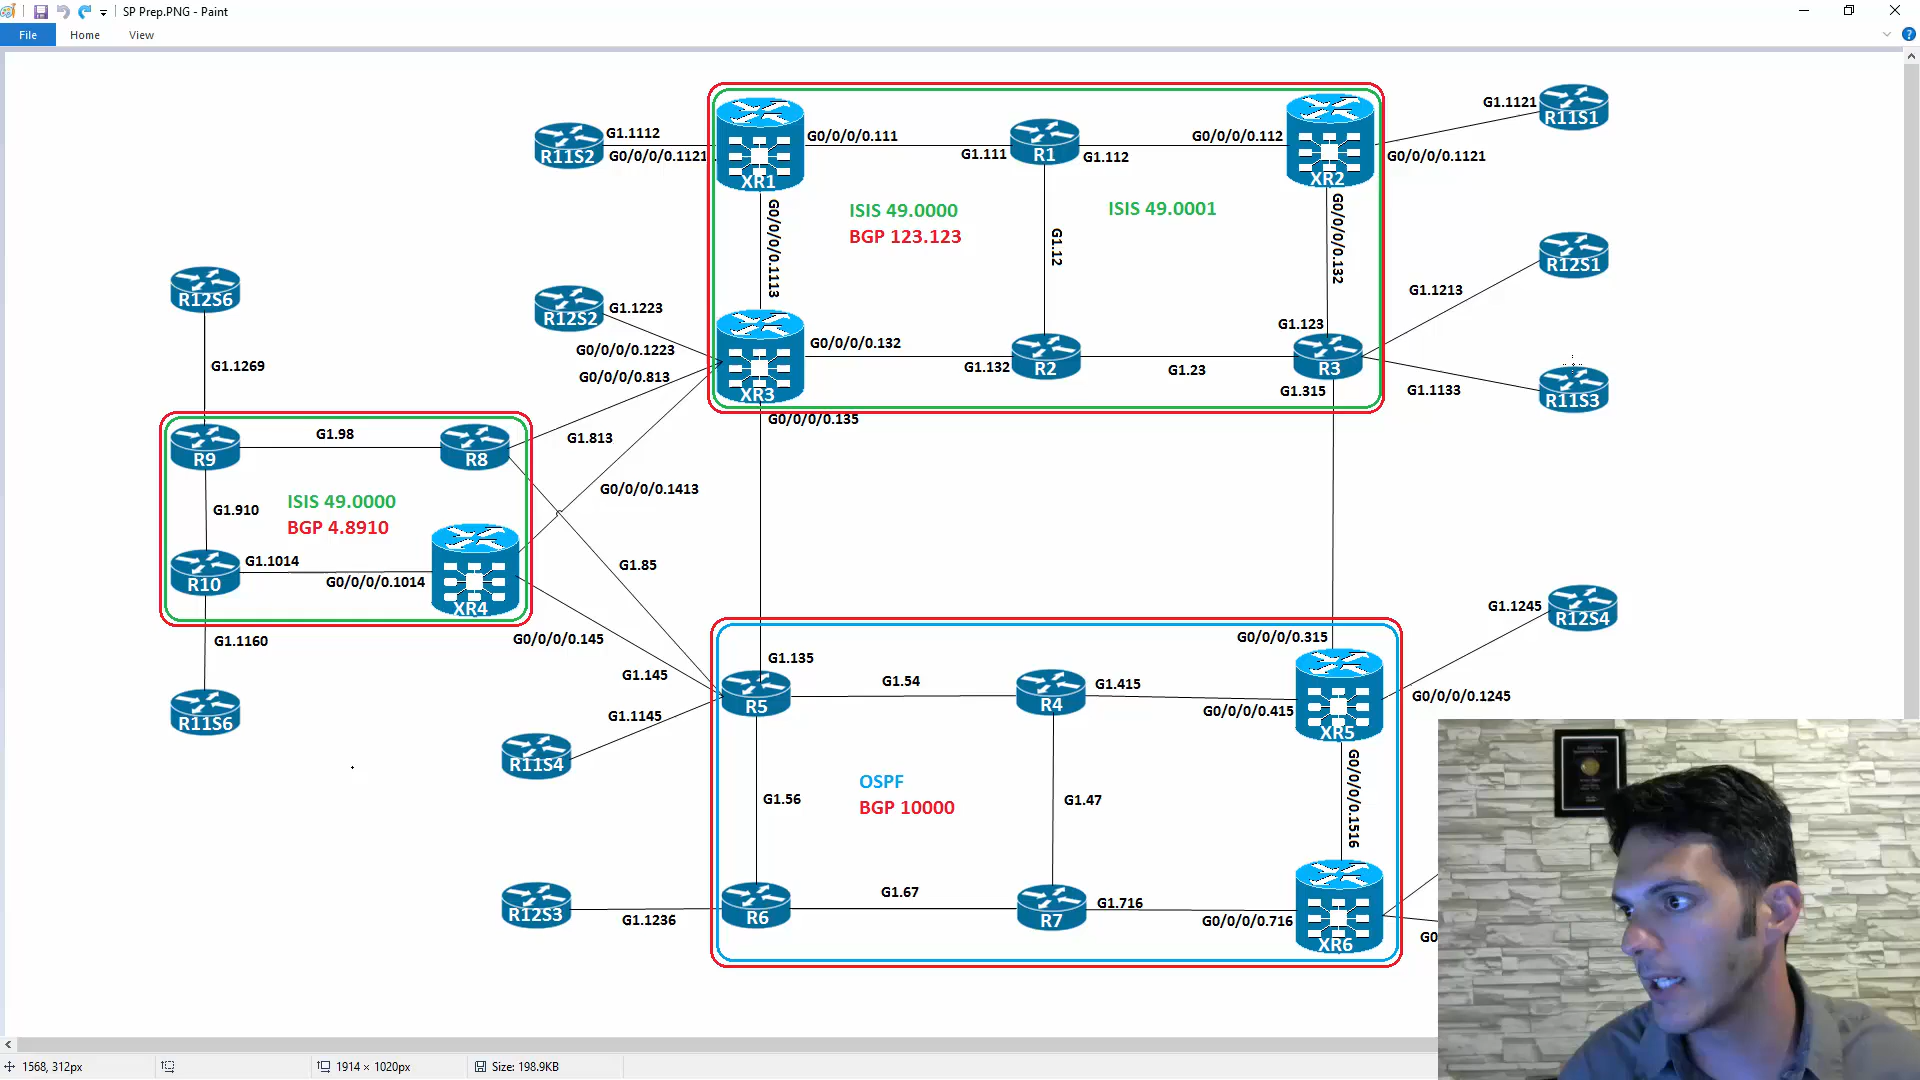 SP Prep.PNG - Paint
File Home View
R11S2
G1.1112
G0/0/0/0.1121
XR1
G0/0/0/0.111
G1.111
R1
G1.112
G0/0/0/0.112
XR2
G1.1121
R11S1
G0/0/0/0.1121
G0/0/0/0.1113
ISIS 49.0000
BGP 123.123
G1.12
ISIS 49.0001
G0/0/0/0.132
R12S1
G1.1213
R12S6
G1.1269
R12S2
G1.1223
G0/0/0/0.1223
G0/0/0/0.813
XR3
G0/0/0/0.132
G1.132
R2
G1.23
G1.123
R3
G1.315
G1.1133
R11S3
G0/0/0/0.135
R9
G1.98
R8
G1.813
G0/0/0/0.1413
ISIS 49.0000
BGP 4.8910
G1.910
R10
G1.1014
G0/0/0/0.1014
XR4
G1.85
G0/0/0/0.145
G1.145
G1.1145
G1.1160
R11S6
R11S4
G1.135
R5
G1.54
R4
G1.415
G0/0/0/0.415
G0/0/0/0.315
XR5
G1.1245
R12S4
G0/0/0/0.1245
G1.56
OSPF
BGP 10000
G1.47
G0/0/0/0.1516
R12S3
G1.1236
R6
G1.67
R7
G1.716
G0/0/0/0.716
XR6
G0
1568, 312px
1914 × 1020px
Size: 198.9KB